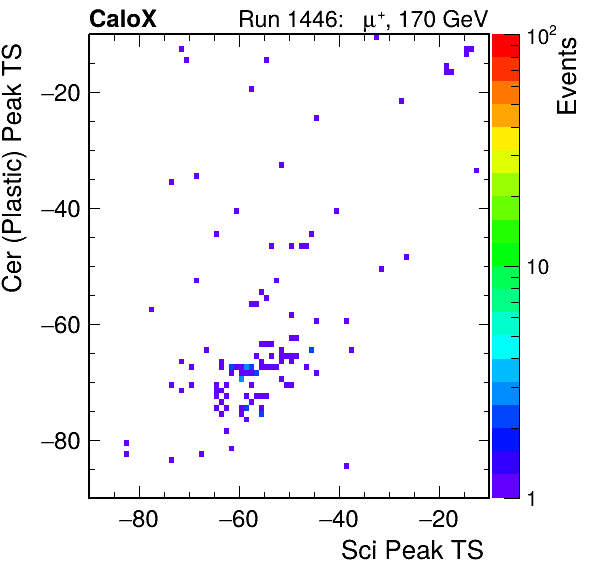 CaloX Run 1446: μ⁺, 170 GeV
Cer (Plastic) Peak TS
−20
−40
−60
−80
−80 −60 −40 −20
Sci Peak TS
10²
10
1
Events